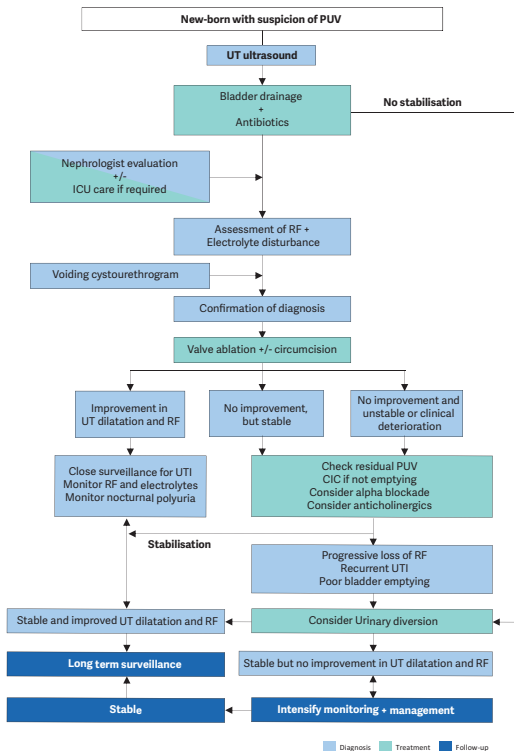 New-born with suspicion of PUV
UT ultrasound
Bladder drainage
+
Antibiotics
No stabilisation
Nephrologist evaluation
+/-
ICU care if required
Assessment of RF +
Electrolyte disturbance
Voiding cystourethrogram
Confirmation of diagnosis
Valve ablation +/- circumcision
Improvement in
UT dilatation and RF
No improvement,
but stable
No improvement and
unstable or clinical
deterioration
Close surveillance for UTI
Monitor RF and electrolytes
Monitor nocturnal polyuria
Check residual PUV
CIC if not emptying
Consider alpha blockade
Consider anticholinergics
Stabilisation
Progressive loss of RF
Recurrent UTI
Poor bladder emptying
Stable and improved UT dilatation and RF
Consider Urinary diversion
Long term surveillance
Stable but no improvement in UT dilatation and RF
Stable
Intensify monitoring + management
Diagnosis
Treatment
Follow-up